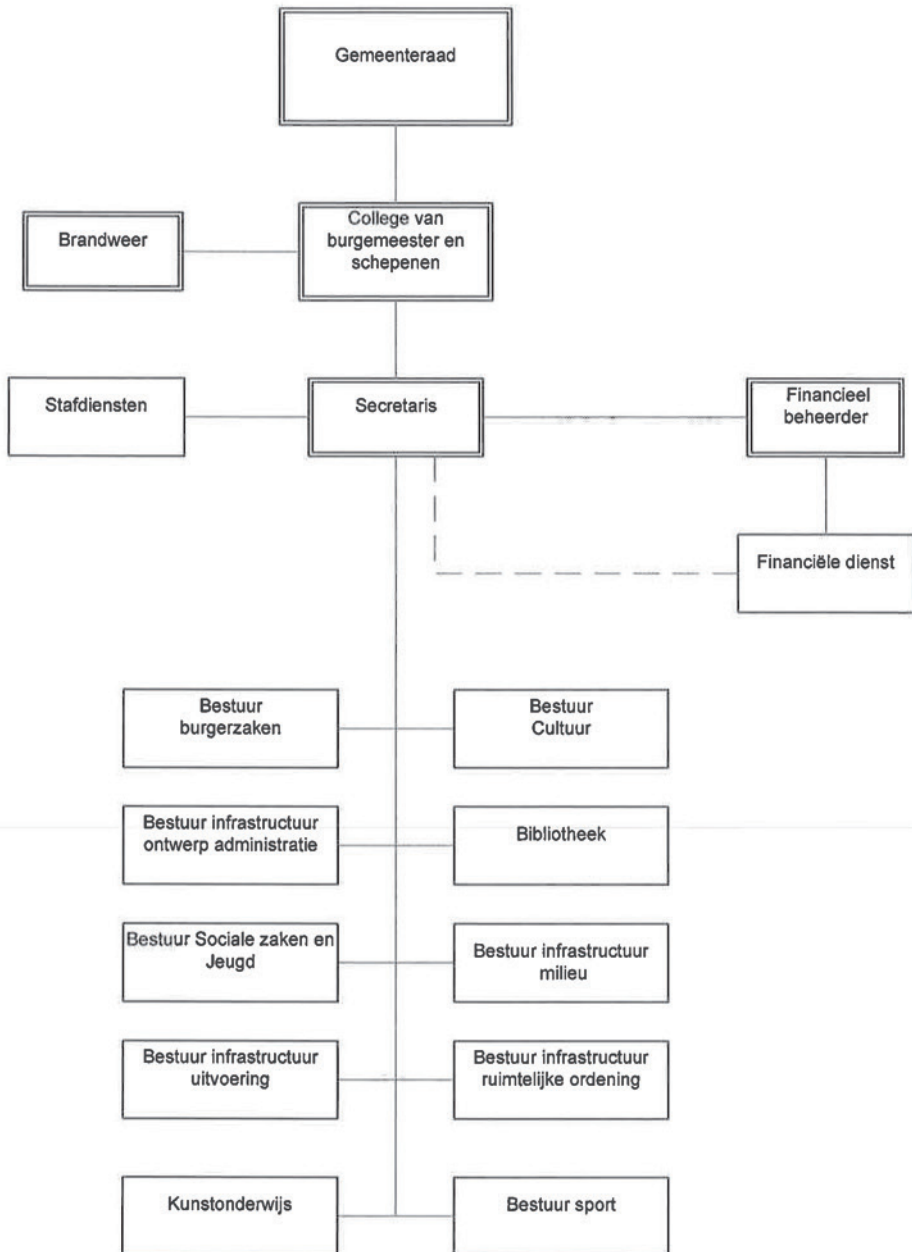 Gemeenteraad
College van
burgemeester en
schepenen
Brandweer
Stafdiensten
Secretaris
Financieel
beheerder
Financiële dienst
Bestuur
burgerzaken
Bestuur
Cultuur
Bestuur infrastructuur
ontwerp administratie
Bibliotheek
Bestuur Sociale zaken en
Jeugd
Bestuur infrastructuur
milieu
Bestuur infrastructuur
uitvoering
Bestuur infrastructuur
ruimtelijke ordening
Kunstonderwijs
Bestuur sport